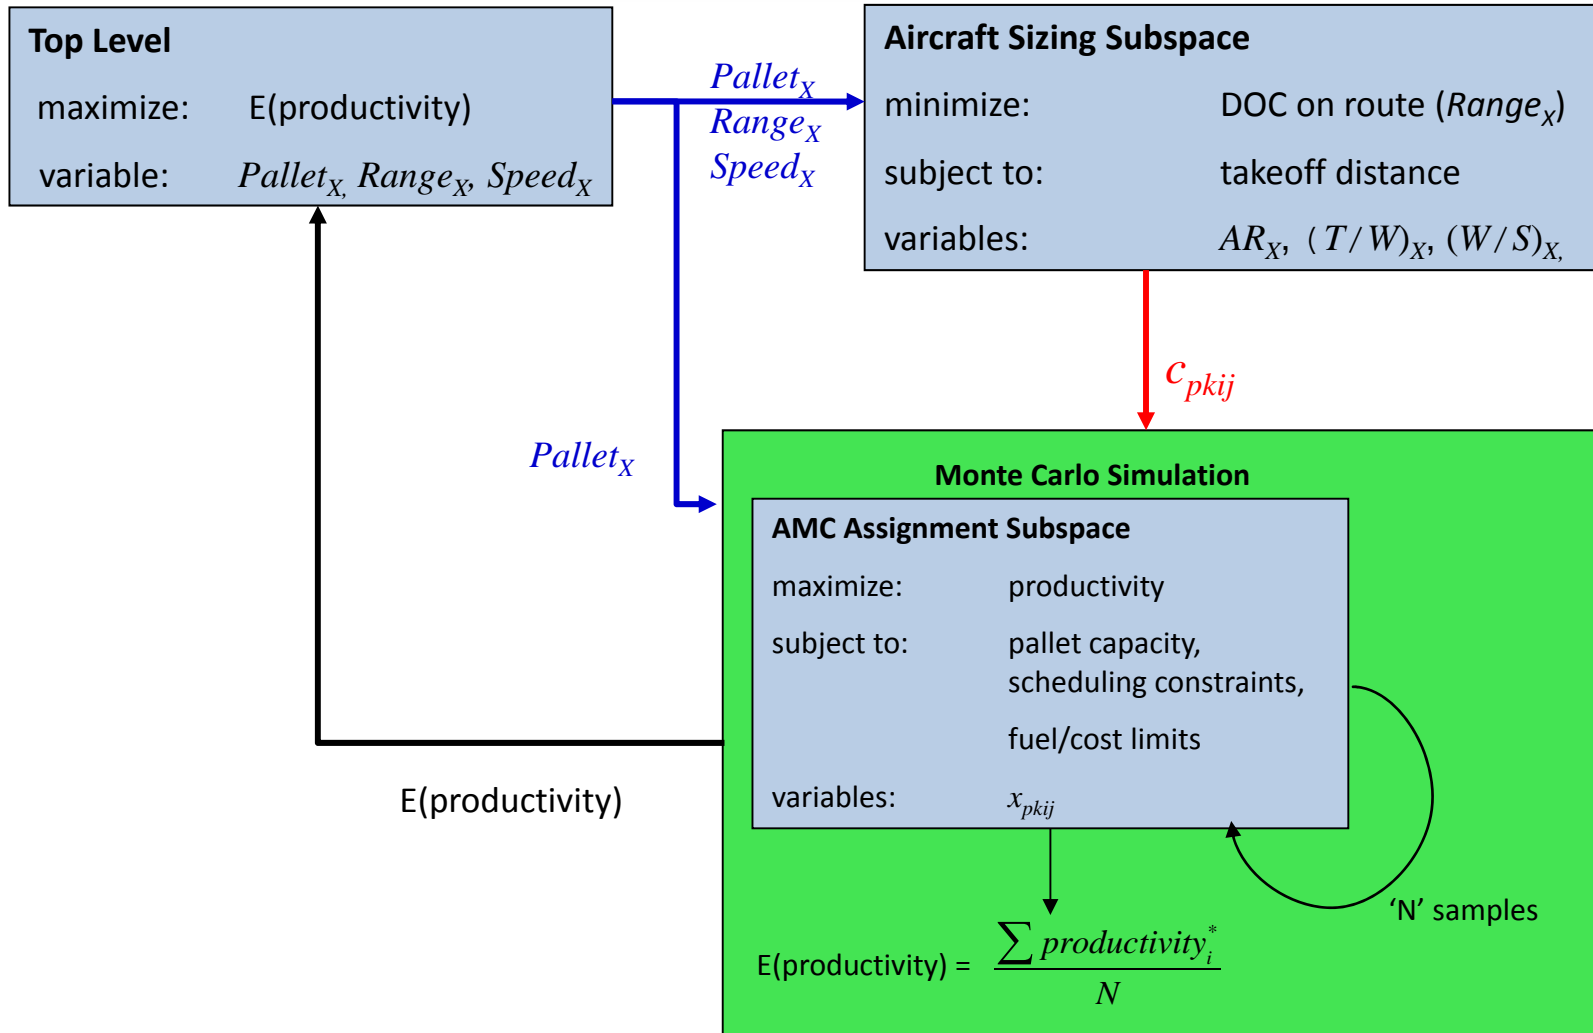 Top Level
maximize: E(productivity)
variable: Pallet_X, Range_X, Speed_X
Pallet_X
Range_X
Speed_X
Aircraft Sizing Subspace
minimize: DOC on route (Range_X)
subject to: takeoff distance
variables: AR_X, (T/W)_X, (W/S)_X,
c_pkij
Pallet_X
Monte Carlo Simulation
AMC Assignment Subspace
maximize: productivity
subject to: pallet capacity,
scheduling constraints,
fuel/cost limits
variables: x_pkij
E(productivity)
'N' samples
E(productivity) = ∑ productivity_i^*
N